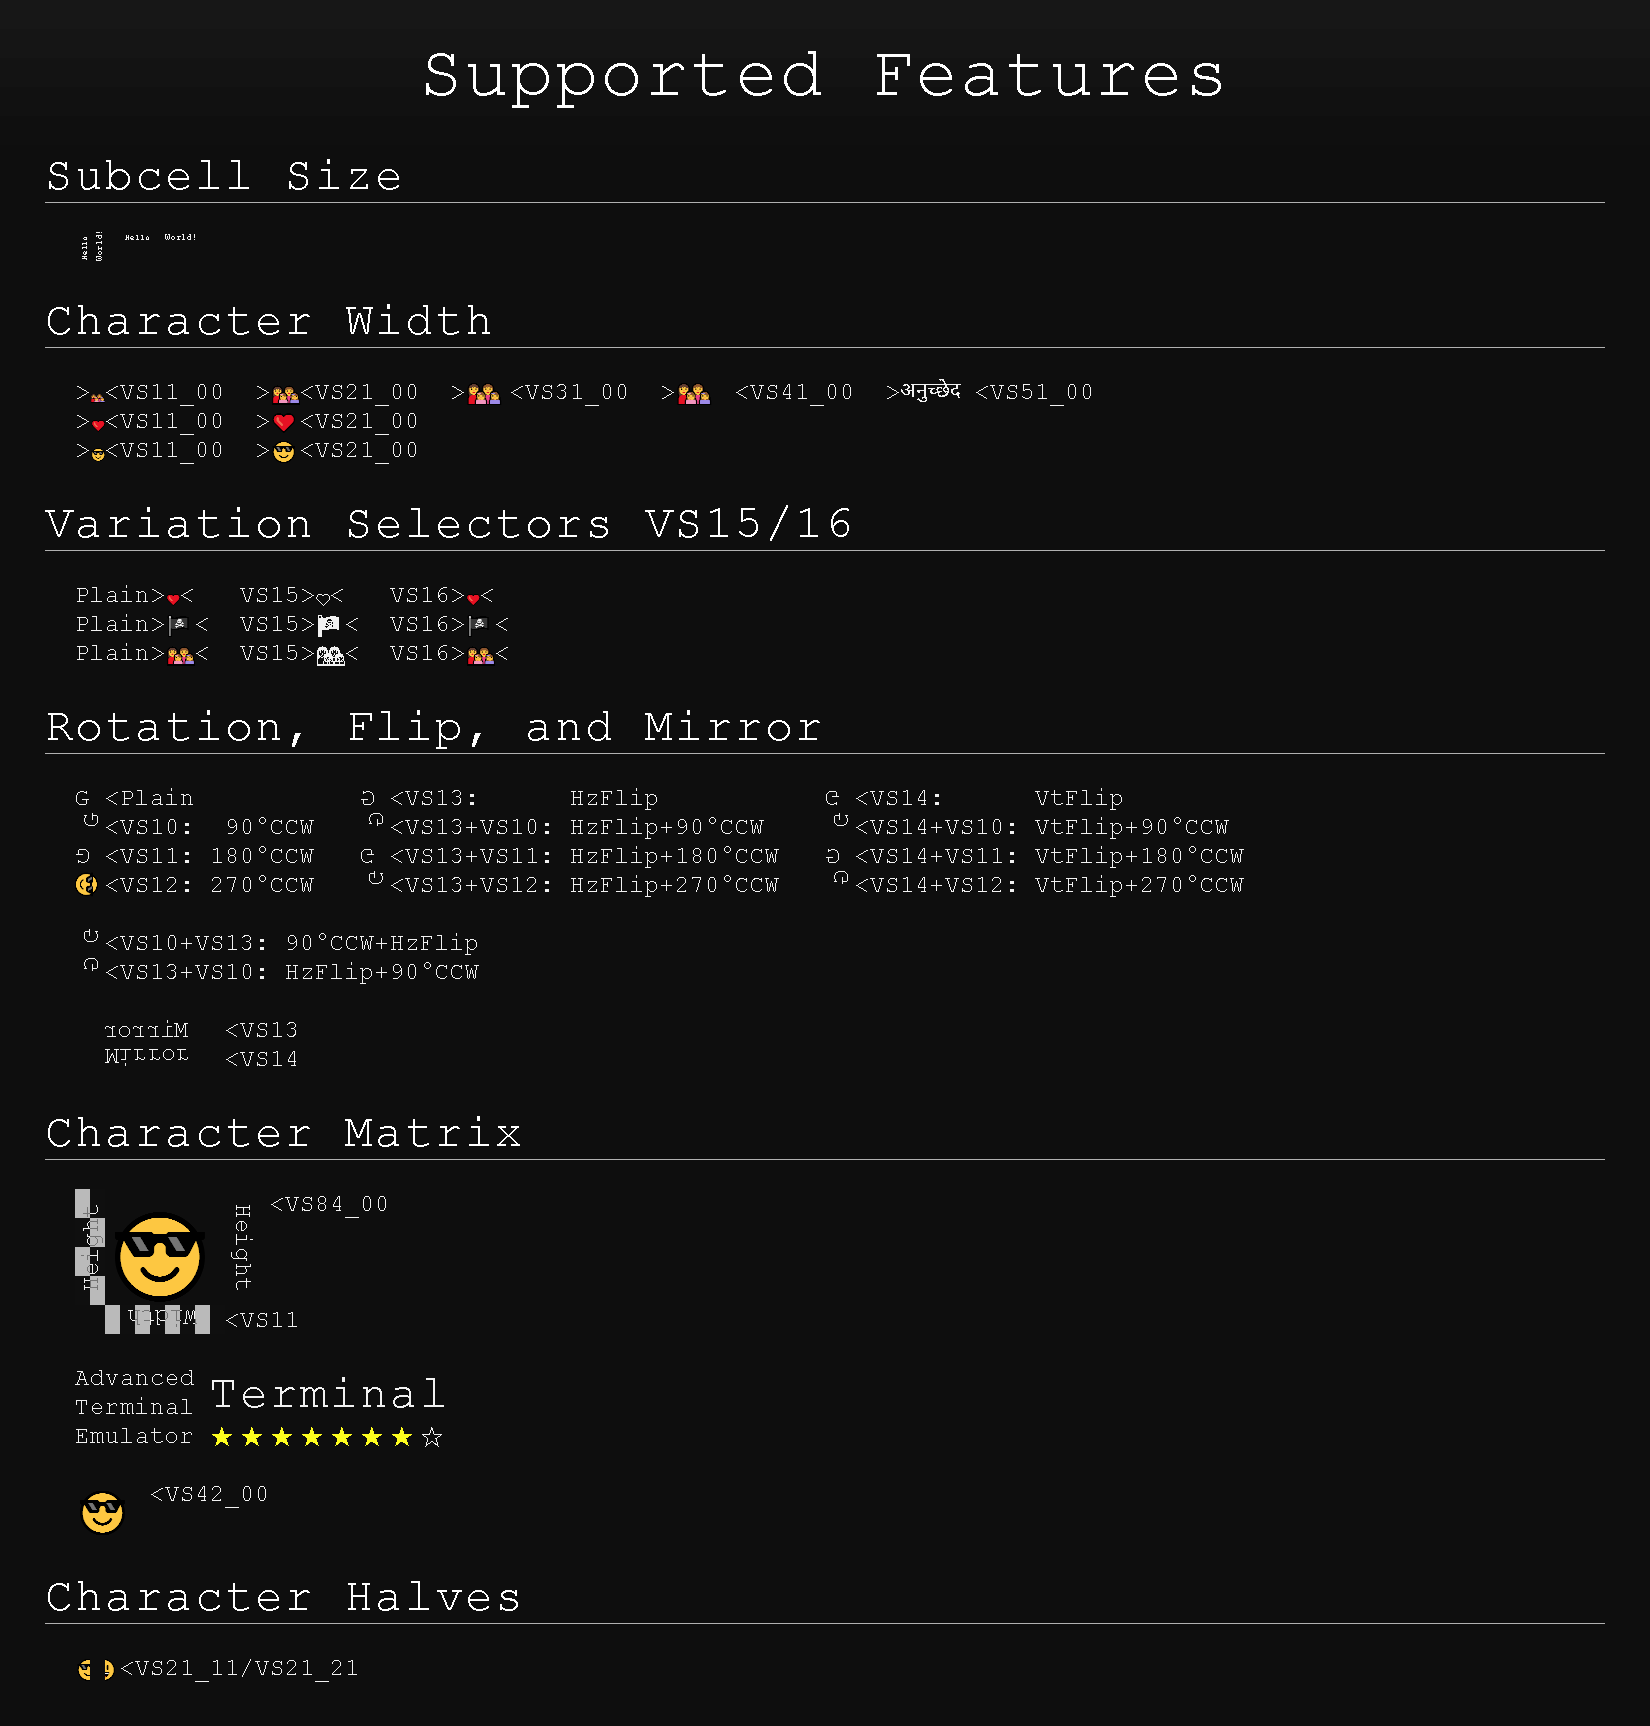 Supported Features
Subcell Size
Hello World! Hello World!
Character Width
>👩‍👩‍👧‍👧<VS11_00 >👩‍👩‍👧‍👧<VS21_00 >👩‍👩‍👧‍👧 <VS31_00 >👩‍👩‍👧‍👧 <VS41_00 >अनुच्छेद <VS51_00
>❤️<VS11_00 >❤️<VS21_00
>😎<VS11_00 >😎<VS21_00
Variation Selectors VS15/16
Plain>❤️< VS15>♡< VS16>❤️<
Plain>🏴‍☠️ < VS15>🏴‍☠️ < VS16>🏴‍☠️ <
Plain>👩‍👩‍👧‍👧< VS15>👩‍👩‍👧‍👧< VS16>👩‍👩‍👧‍👧<
Rotation, Flip, and Mirror
G <Plain G <VS13: HzFlip G <VS14: VtFlip
G <VS10: 90°CCW G <VS13+VS10: HzFlip+90°CCW G <VS14+VS10: VtFlip+90°CCW
G <VS11: 180°CCW G <VS13+VS11: HzFlip+180°CCW G <VS14+VS11: VtFlip+180°CCW
😎 <VS12: 270°CCW G <VS13+VS12: HzFlip+270°CCW G <VS14+VS12: VtFlip+270°CCW
G <VS10+VS13: 90°CCW+HzFlip
G <VS13+VS10: HzFlip+90°CCW
Mirror <VS13
Mirror <VS14
Character Matrix
Height 😎 Height <VS84_00
Width <VS11
Advanced
Terminal
Emulator
Terminal
★★★★★★★☆
😎 <VS42_00
Character Halves
<VS21_11/VS21_21